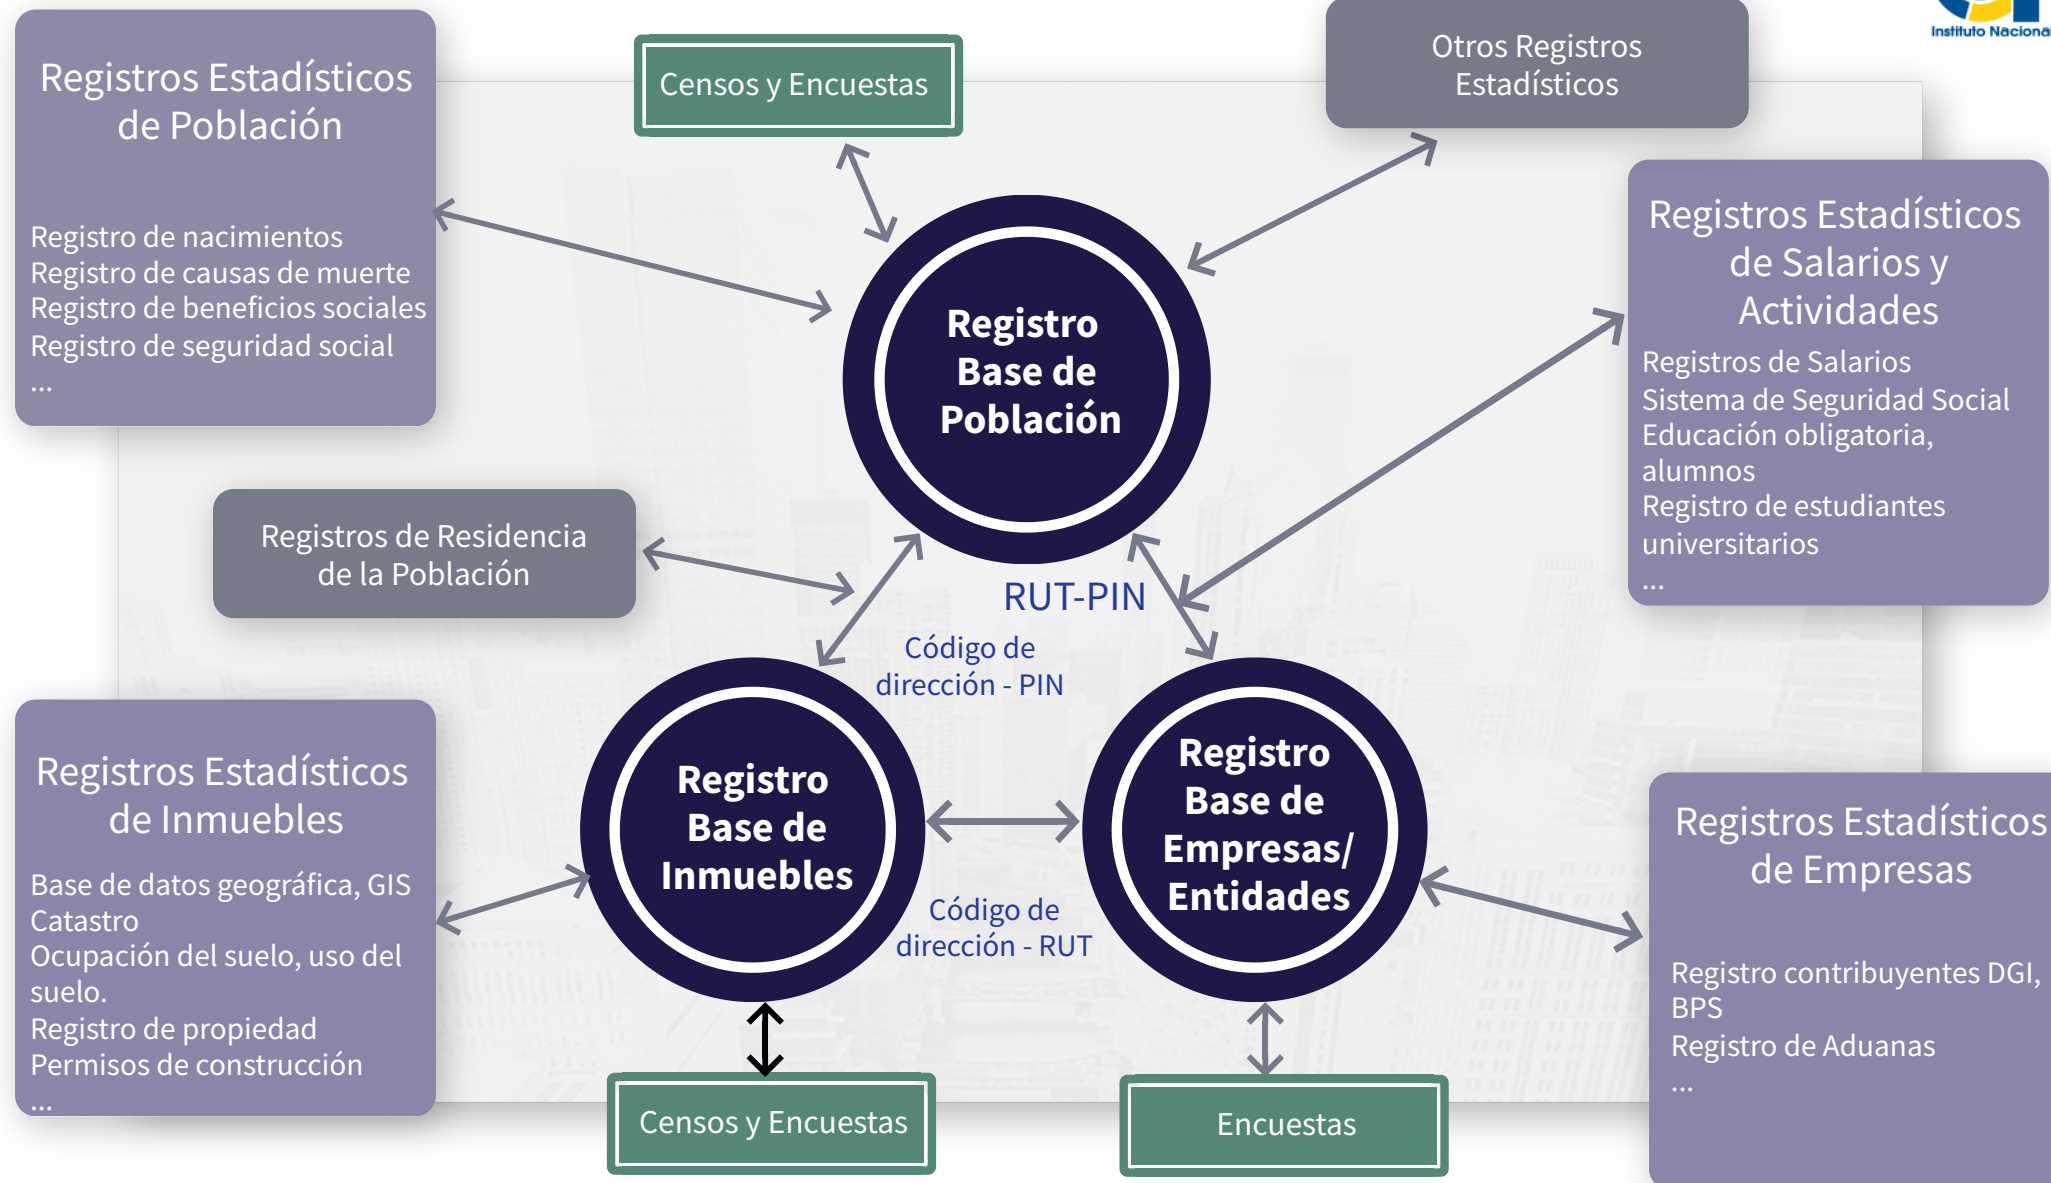 Instituto Nacional
Registros Estadísticos
de Población
Registro de nacimientos
Registro de causas de muerte
Registro de beneficios sociales
Registro de seguridad social
...
Censos y Encuestas
Otros Registros
Estadísticos
Registros Estadísticos
de Salarios y
Actividades
Registros de Salarios
Sistema de Seguridad Social
Educación obligatoria,
alumnos
Registro de estudiantes
universitarios
...
Registro
Base de
Población
Registros de Residencia
de la Población
RUT-PIN
Código de
dirección - PIN
Registros Estadísticos
de Inmuebles
Base de datos geográfica, GIS
Catastro
Ocupación del suelo, uso del
suelo.
Registro de propiedad
Permisos de construcción
...
Registro
Base de
Inmuebles
Código de
dirección - RUT
Registro
Base de
Empresas/
Entidades
Registros Estadísticos
de Empresas
Registro contribuyentes DGI,
BPS
Registro de Aduanas
...
Censos y Encuestas
Encuestas